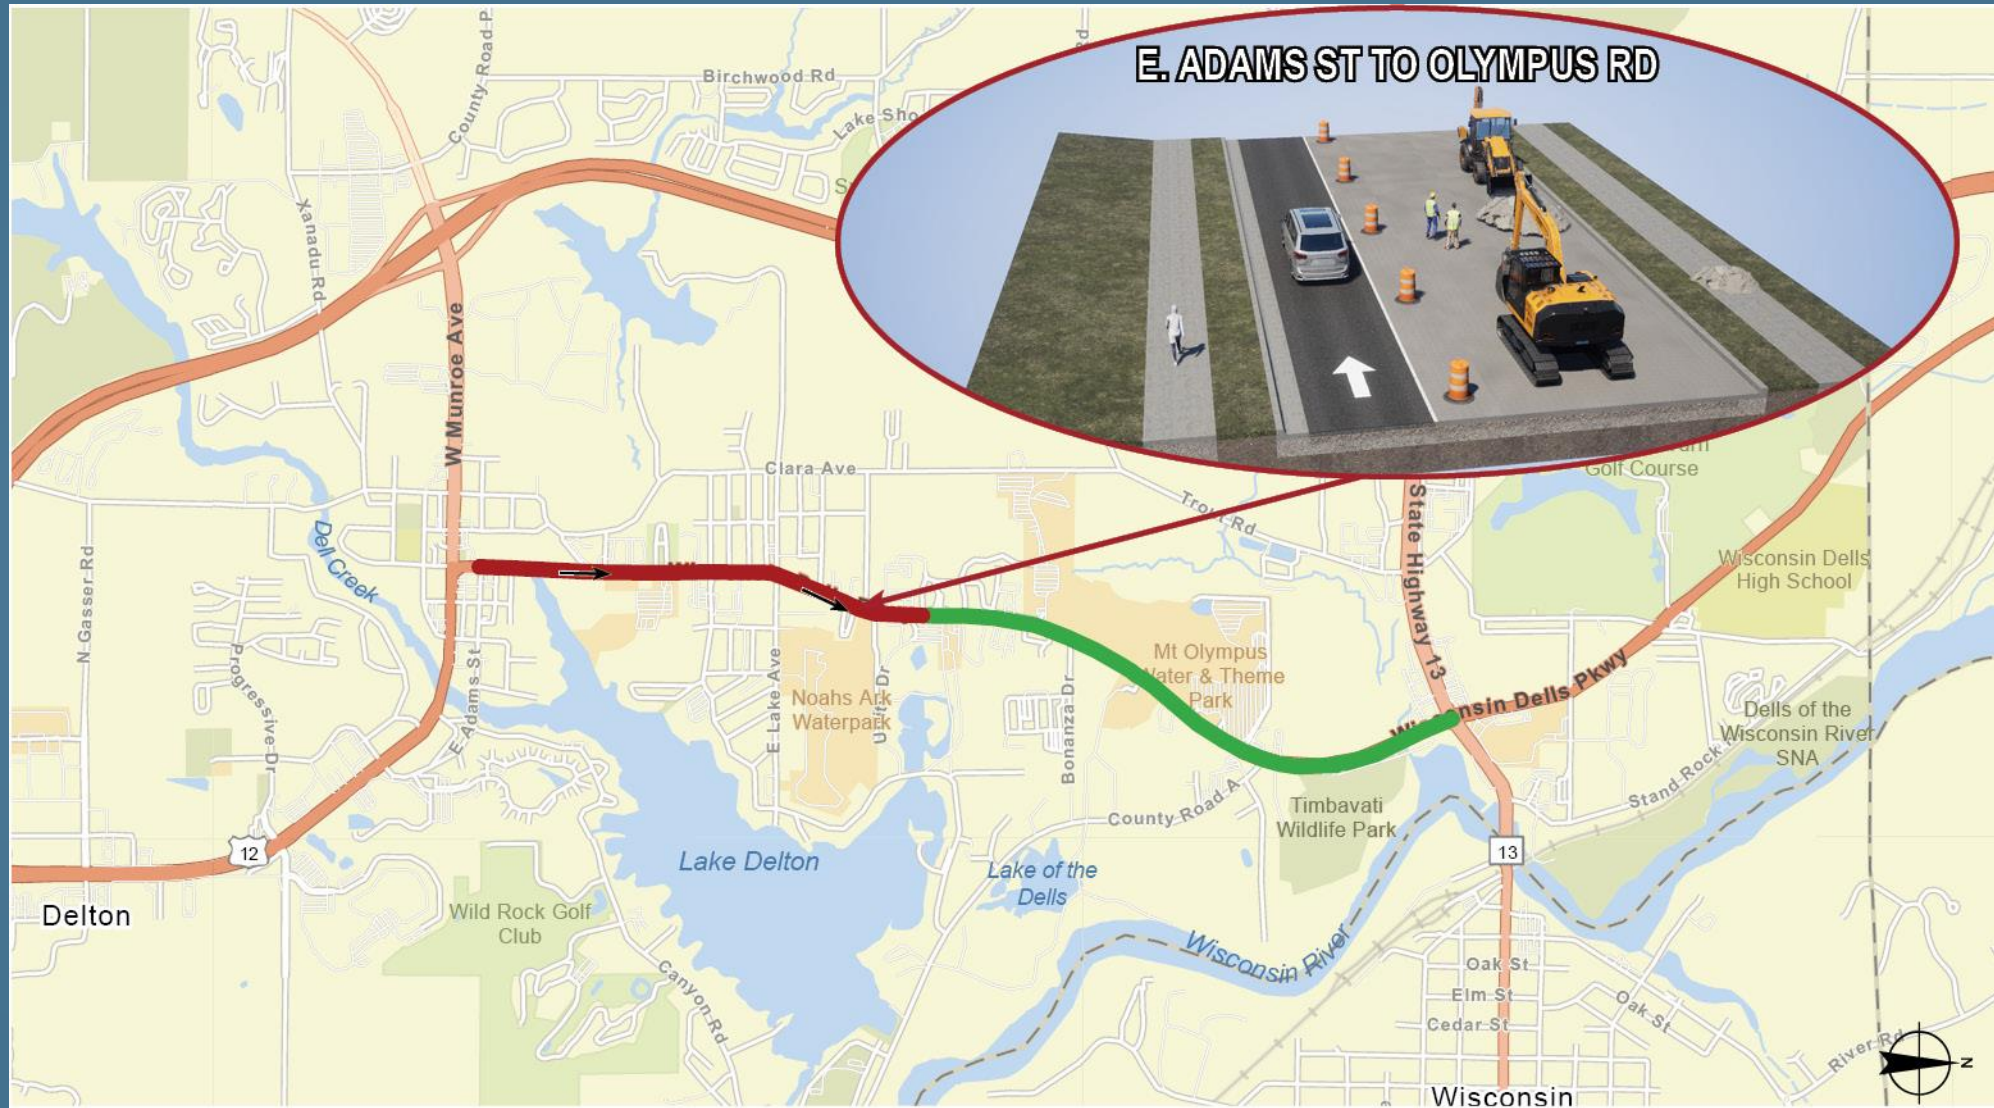 E. ADAMS ST TO OLYMPUS RD
Birchwood Rd
County Road P
Lake Sho
Xanadu Rd
W Munroe Ave
Clara Ave
Trout Rd
State Highway 13
Golf Course
Wisconsin Dells
High School
Dell Creek
N Gasser Rd
Progressive Dr
E Adams St
E Lake Ave
Noahs Ark
Waterpark
Bonanza Dr
Mt Olympus
Water & Theme
Park
nsin Dells Pkwy
Dells of the
Wisconsin River
SNA
Stand Rock
County Road A
Timbavati
Wildlife Park
12
13
Lake Delton
Lake of the
Dells
Delton
Wild Rock Golf
Club
Canyon Rd
Wisconsin River
Oak St
Elm St
Cedar St
Oak St
River Rd
N
Wisconsin